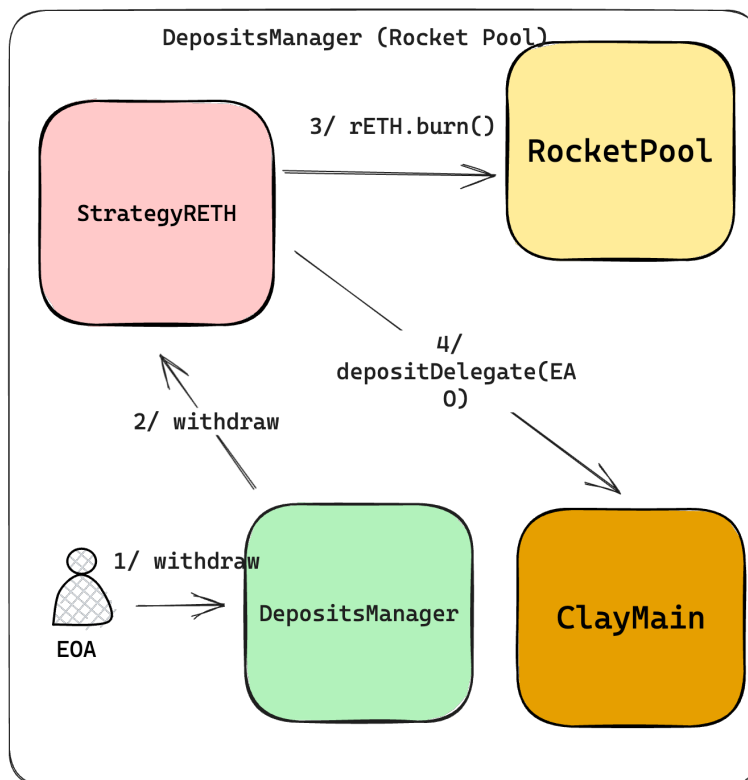 DepositsManager (Rocket Pool)
3/ rETH.burn()
RocketPool
StrategyRETH
4/
depositDelegate(EA
O)
2/ withdraw
1/ withdraw
DepositsManager
ClayMain
EOA